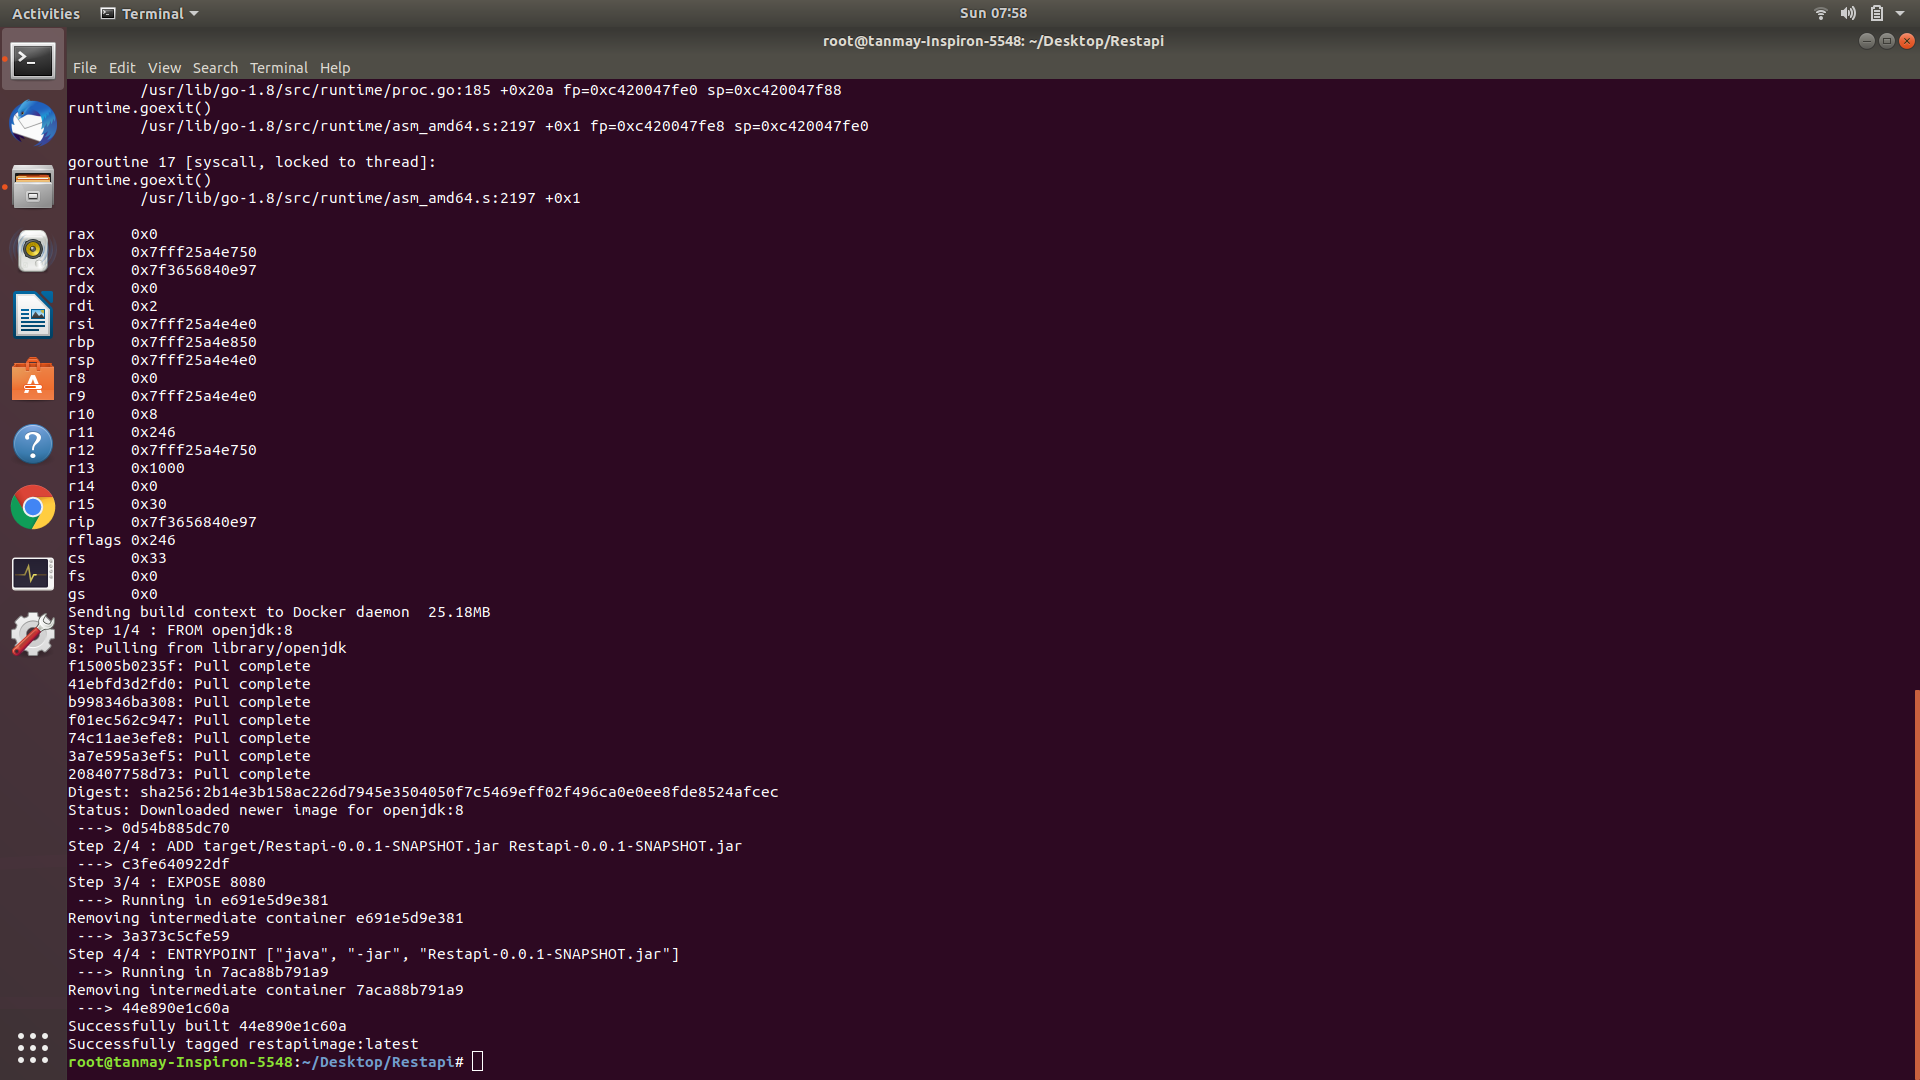 Activities
Terminal
Sun 07:58
root@tanmay-Inspiron-5548: ~/Desktop/Restapi
File Edit View Search Terminal Help
/usr/lib/go-1.8/src/runtime/proc.go:185 +0x20a fp=0xc420047fe0 sp=0xc420047f88
runtime.goexit()
/usr/lib/go-1.8/src/runtime/asm_amd64.s:2197 +0x1 fp=0xc420047fe8 sp=0xc420047fe0
goroutine 17 [syscall, locked to thread]:
runtime.goexit()
/usr/lib/go-1.8/src/runtime/asm_amd64.s:2197 +0x1
rax 0x0
rbx 0x7fff25a4e750
rcx 0x7f3656840e97
rdx 0x0
rdi 0x2
rsi 0x7fff25a4e4e0
rbp 0x7fff25a4e850
rsp 0x7fff25a4e4e0
r8 0x0
r9 0x7fff25a4e4e0
r10 0x8
r11 0x246
r12 0x7fff25a4e750
r13 0x1000
r14 0x0
r15 0x30
rip 0x7f3656840e97
rflags 0x246
cs 0x33
fs 0x0
gs 0x0
Sending build context to Docker daemon 25.18MB
Step 1/4 : FROM openjdk:8
8: Pulling from library/openjdk
f15005b0235f: Pull complete
41ebfd3d2fd0: Pull complete
b998346ba308: Pull complete
f01ec562c947: Pull complete
74c11ae3efe8: Pull complete
3a7e595a3ef5: Pull complete
208407758d73: Pull complete
Digest: sha256:2b14e3b158ac226d7945e3504050f7c5469eff02f496ca0e0ee8fde8524afcec
Status: Downloaded newer image for openjdk:8
---> 0d54b885dc70
Step 2/4 : ADD target/Restapi-0.0.1-SNAPSHOT.jar Restapi-0.0.1-SNAPSHOT.jar
---> c3fe640922df
Step 3/4 : EXPOSE 8080
---> Running in e691e5d9e381
Removing intermediate container e691e5d9e381
---> 3a373c5cfe59
Step 4/4 : ENTRYPOINT ["java", "-jar", "Restapi-0.0.1-SNAPSHOT.jar"]
---> Running in 7aca88b791a9
Removing intermediate container 7aca88b791a9
---> 44e890e1c60a
Successfully built 44e890e1c60a
Successfully tagged restapiimage:latest
root@tanmay-Inspiron-5548:~/Desktop/Restapi#